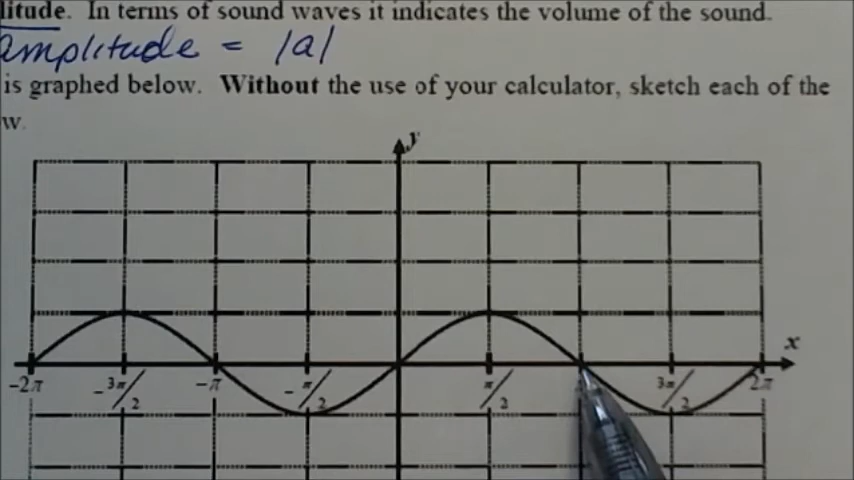 litude. In terms of sound waves it indicates the volume of the sound.
amplitude = |a|
is graphed below. Without the use of your calculator, sketch each of the
w.
y
x
-2π -3π/2 -π -π/2 π/2 3π/2 2π